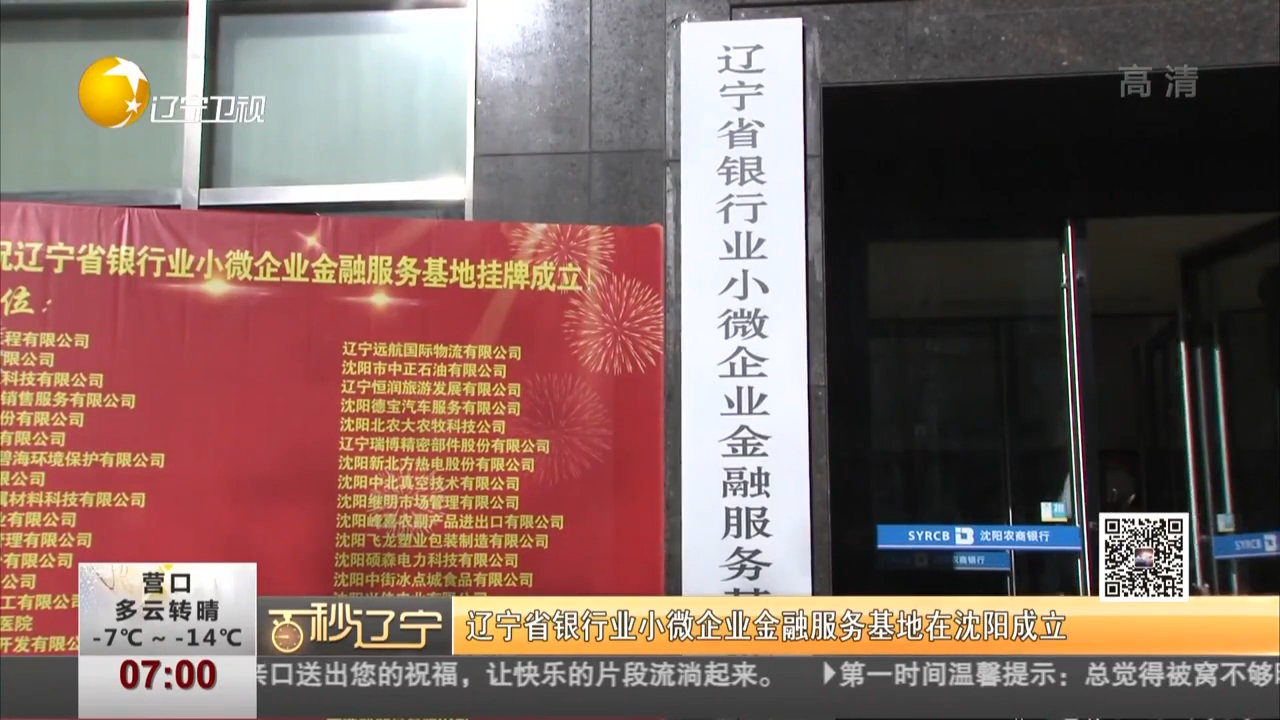 辽宁卫视
高清
辽宁省银行业小微企业金融服务
祝辽宁省银行业小微企业金融服务基地挂牌成立!
位:
程有限公司
限公司
科技有限公司
销售服务有限公司
份有限公司
有限公司
碧海环境保护有限公司
限公司
属材料科技有限公司
业有限公司
管理有限公司
有限公司
公司
工有限公司
医院
开发有限公
辽宁远航国际物流有限公司
沈阳市中正石油有限公司
辽宁恒润旅游发展有限公司
沈阳德宝汽车服务有限公司
沈阳北农大农牧科技公司
辽宁瑞博精密部件股份有限公司
沈阳新北方热电股份有限公司
沈阳中北真空技术有限公司
沈阳继明市场管理有限公司
沈阳峰嘉农副产品进出口有限公司
沈阳飞龙塑业包装制造有限公司
沈阳硕森电力科技有限公司
沈阳中街冰点城食品有限公司
SYRCB 沈阳农商银行
农商银行
SYRCB
营口
多云转晴
-7℃~-14℃
07:00
百秒辽宁
辽宁省银行业小微企业金融服务基地在沈阳成立
亲口送出您的祝福，让快乐的片段流淌起来。 第一时间温馨提示：总觉得被窝不够